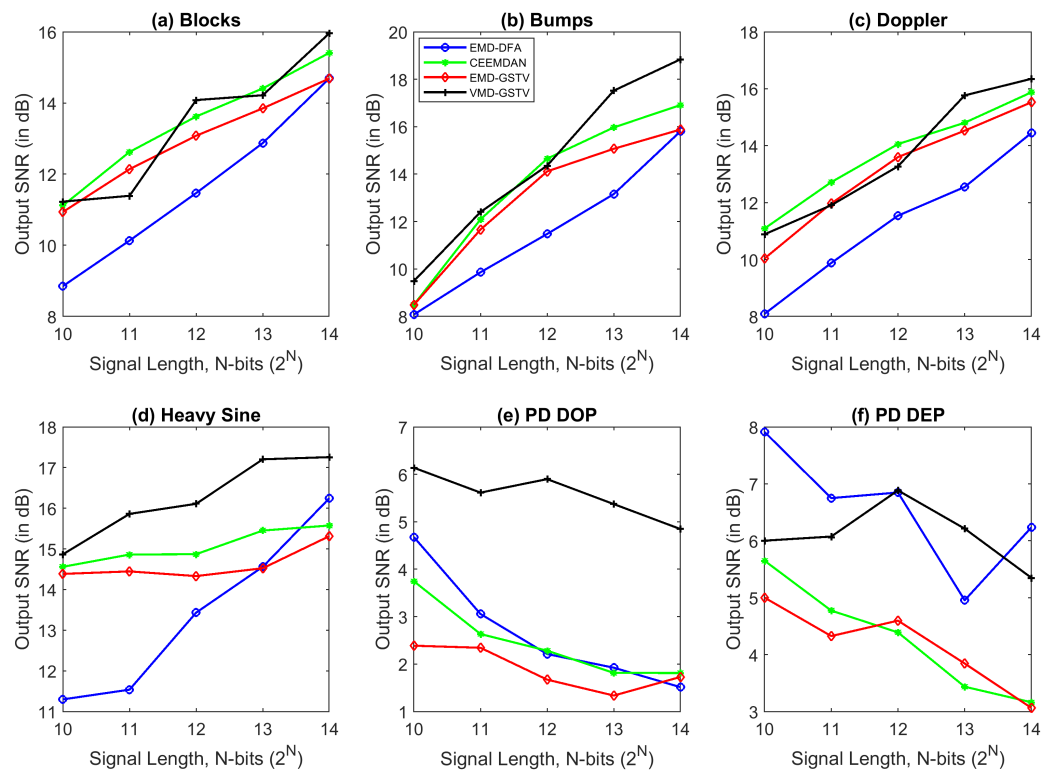 (a) Blocks
Output SNR (in dB)
16
14
12
10
8
10 11 12 13 14
Signal Length, N-bits (2^N)
(b) Bumps
Output SNR (in dB)
20
18
16
14
12
10
8
EMD-DFA
CEEMDAN
EMD-GSTV
VMD-GSTV
10 11 12 13 14
Signal Length, N-bits (2^N)
(c) Doppler
Output SNR (in dB)
18
16
14
12
10
8
10 11 12 13 14
Signal Length, N-bits (2^N)
(d) Heavy Sine
Output SNR (in dB)
18
17
16
15
14
13
12
11
10 11 12 13 14
Signal Length, N-bits (2^N)
(e) PD DOP
Output SNR (in dB)
7
6
5
4
3
2
1
10 11 12 13 14
Signal Length, N-bits (2^N)
(f) PD DEP
Output SNR (in dB)
8
7
6
5
4
3
10 11 12 13 14
Signal Length, N-bits (2^N)